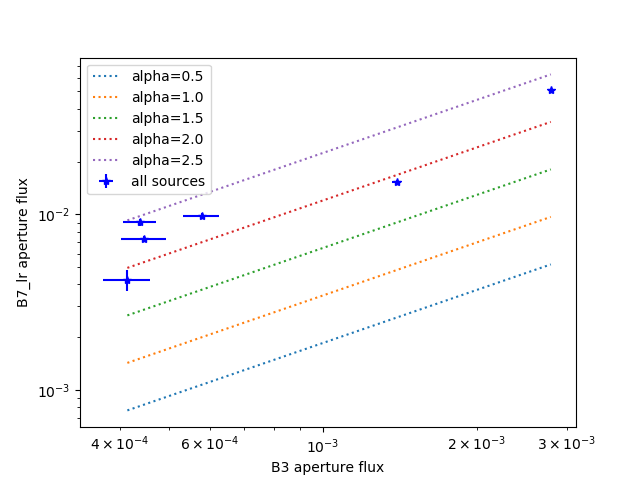 alpha=0.5
alpha=1.0
alpha=1.5
alpha=2.0
alpha=2.5
all sources
B7_lr aperture flux
10⁻²
10⁻³
4 × 10⁻⁴ 6 × 10⁻⁴ 10⁻³ 2 × 10⁻³ 3 × 10⁻³
B3 aperture flux